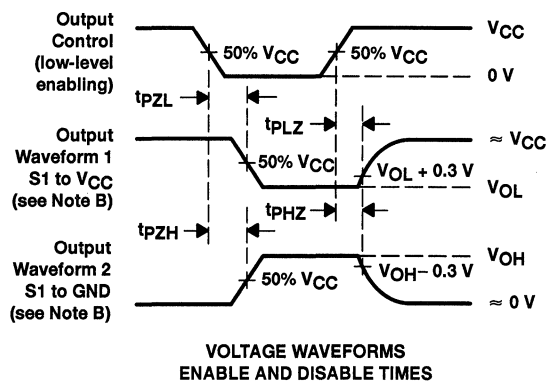 Output
Control
(low-level
enabling)
50% VCC
50% VCC
VCC
0 V
tPZL
tPLZ
Output
Waveform 1
S1 to VCC
(see Note B)
50% VCC
VOL + 0.3 V
≈ VCC
VOL
tPZH
tPHZ
Output
Waveform 2
S1 to GND
(see Note B)
50% VCC
VOH − 0.3 V
VOH
≈ 0 V
VOLTAGE WAVEFORMS
ENABLE AND DISABLE TIMES